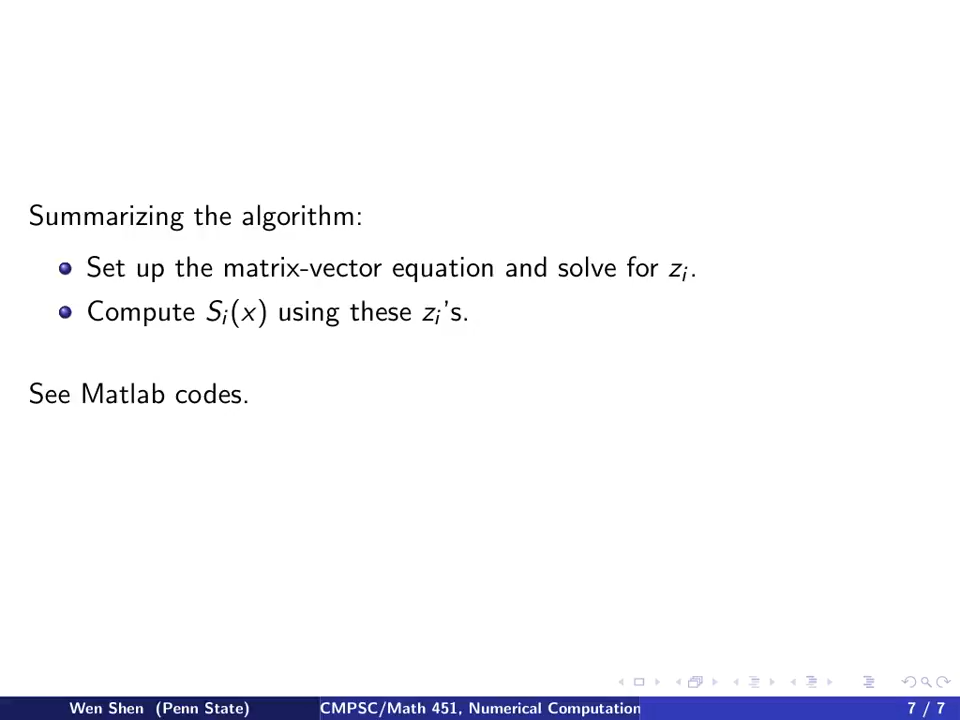 Summarizing the algorithm:
Set up the matrix-vector equation and solve for z_i.
Compute S_i(x) using these z_i's.
See Matlab codes.
Wen Shen (Penn State) CMPSC/Math 451, Numerical Computation 7 / 7